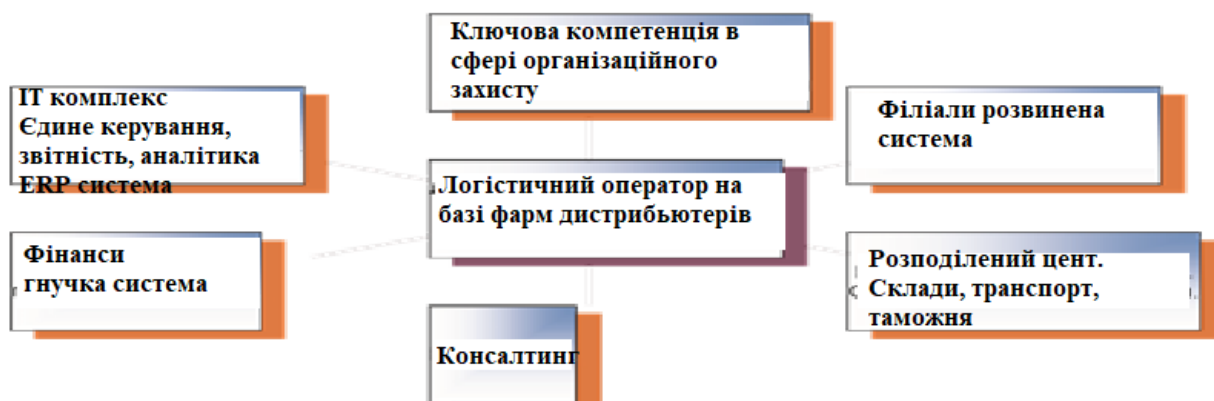 Ключова компетенція в
сфері організаційного
захисту
ІТ комплекс
Єдине керування,
звітність, аналітика
ERP система
Філіали розвинена
система
Логістичний оператор на
базі фарм дистрибьютерів
Фінанси
гнучка система
Розподілений цент.
Склади, транспорт,
таможня
Консалтинг